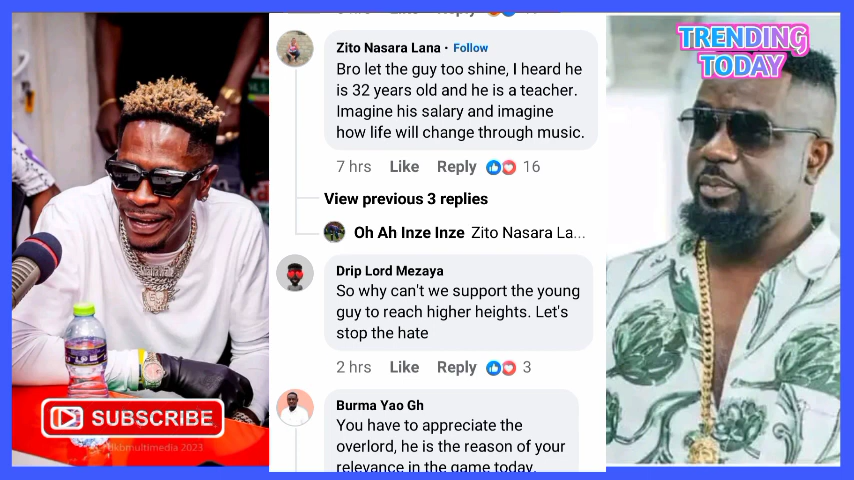 TRENDING
TODAY
Like Reply
Zito Nasara Lana · Follow
Bro let the guy too shine, I heard he
is 32 years old and he is a teacher.
Imagine his salary and imagine
how life will change through music.
7 hrs Like Reply 16
View previous 3 replies
Oh Ah Inze Inze Zito Nasara La...
Drip Lord Mezaya
So why can't we support the young
guy to reach higher heights. Let's
stop the hate
2 hrs Like Reply 3
Burma Yao Gh
You have to appreciate the
overlord, he is the reason of your
relevance in the game today.
SUBSCRIBE